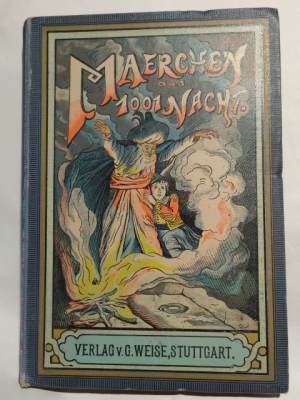 MAERCHEN
aus
1001 NACHT.
VERLAG v. G. WEISE, STUTTGART.